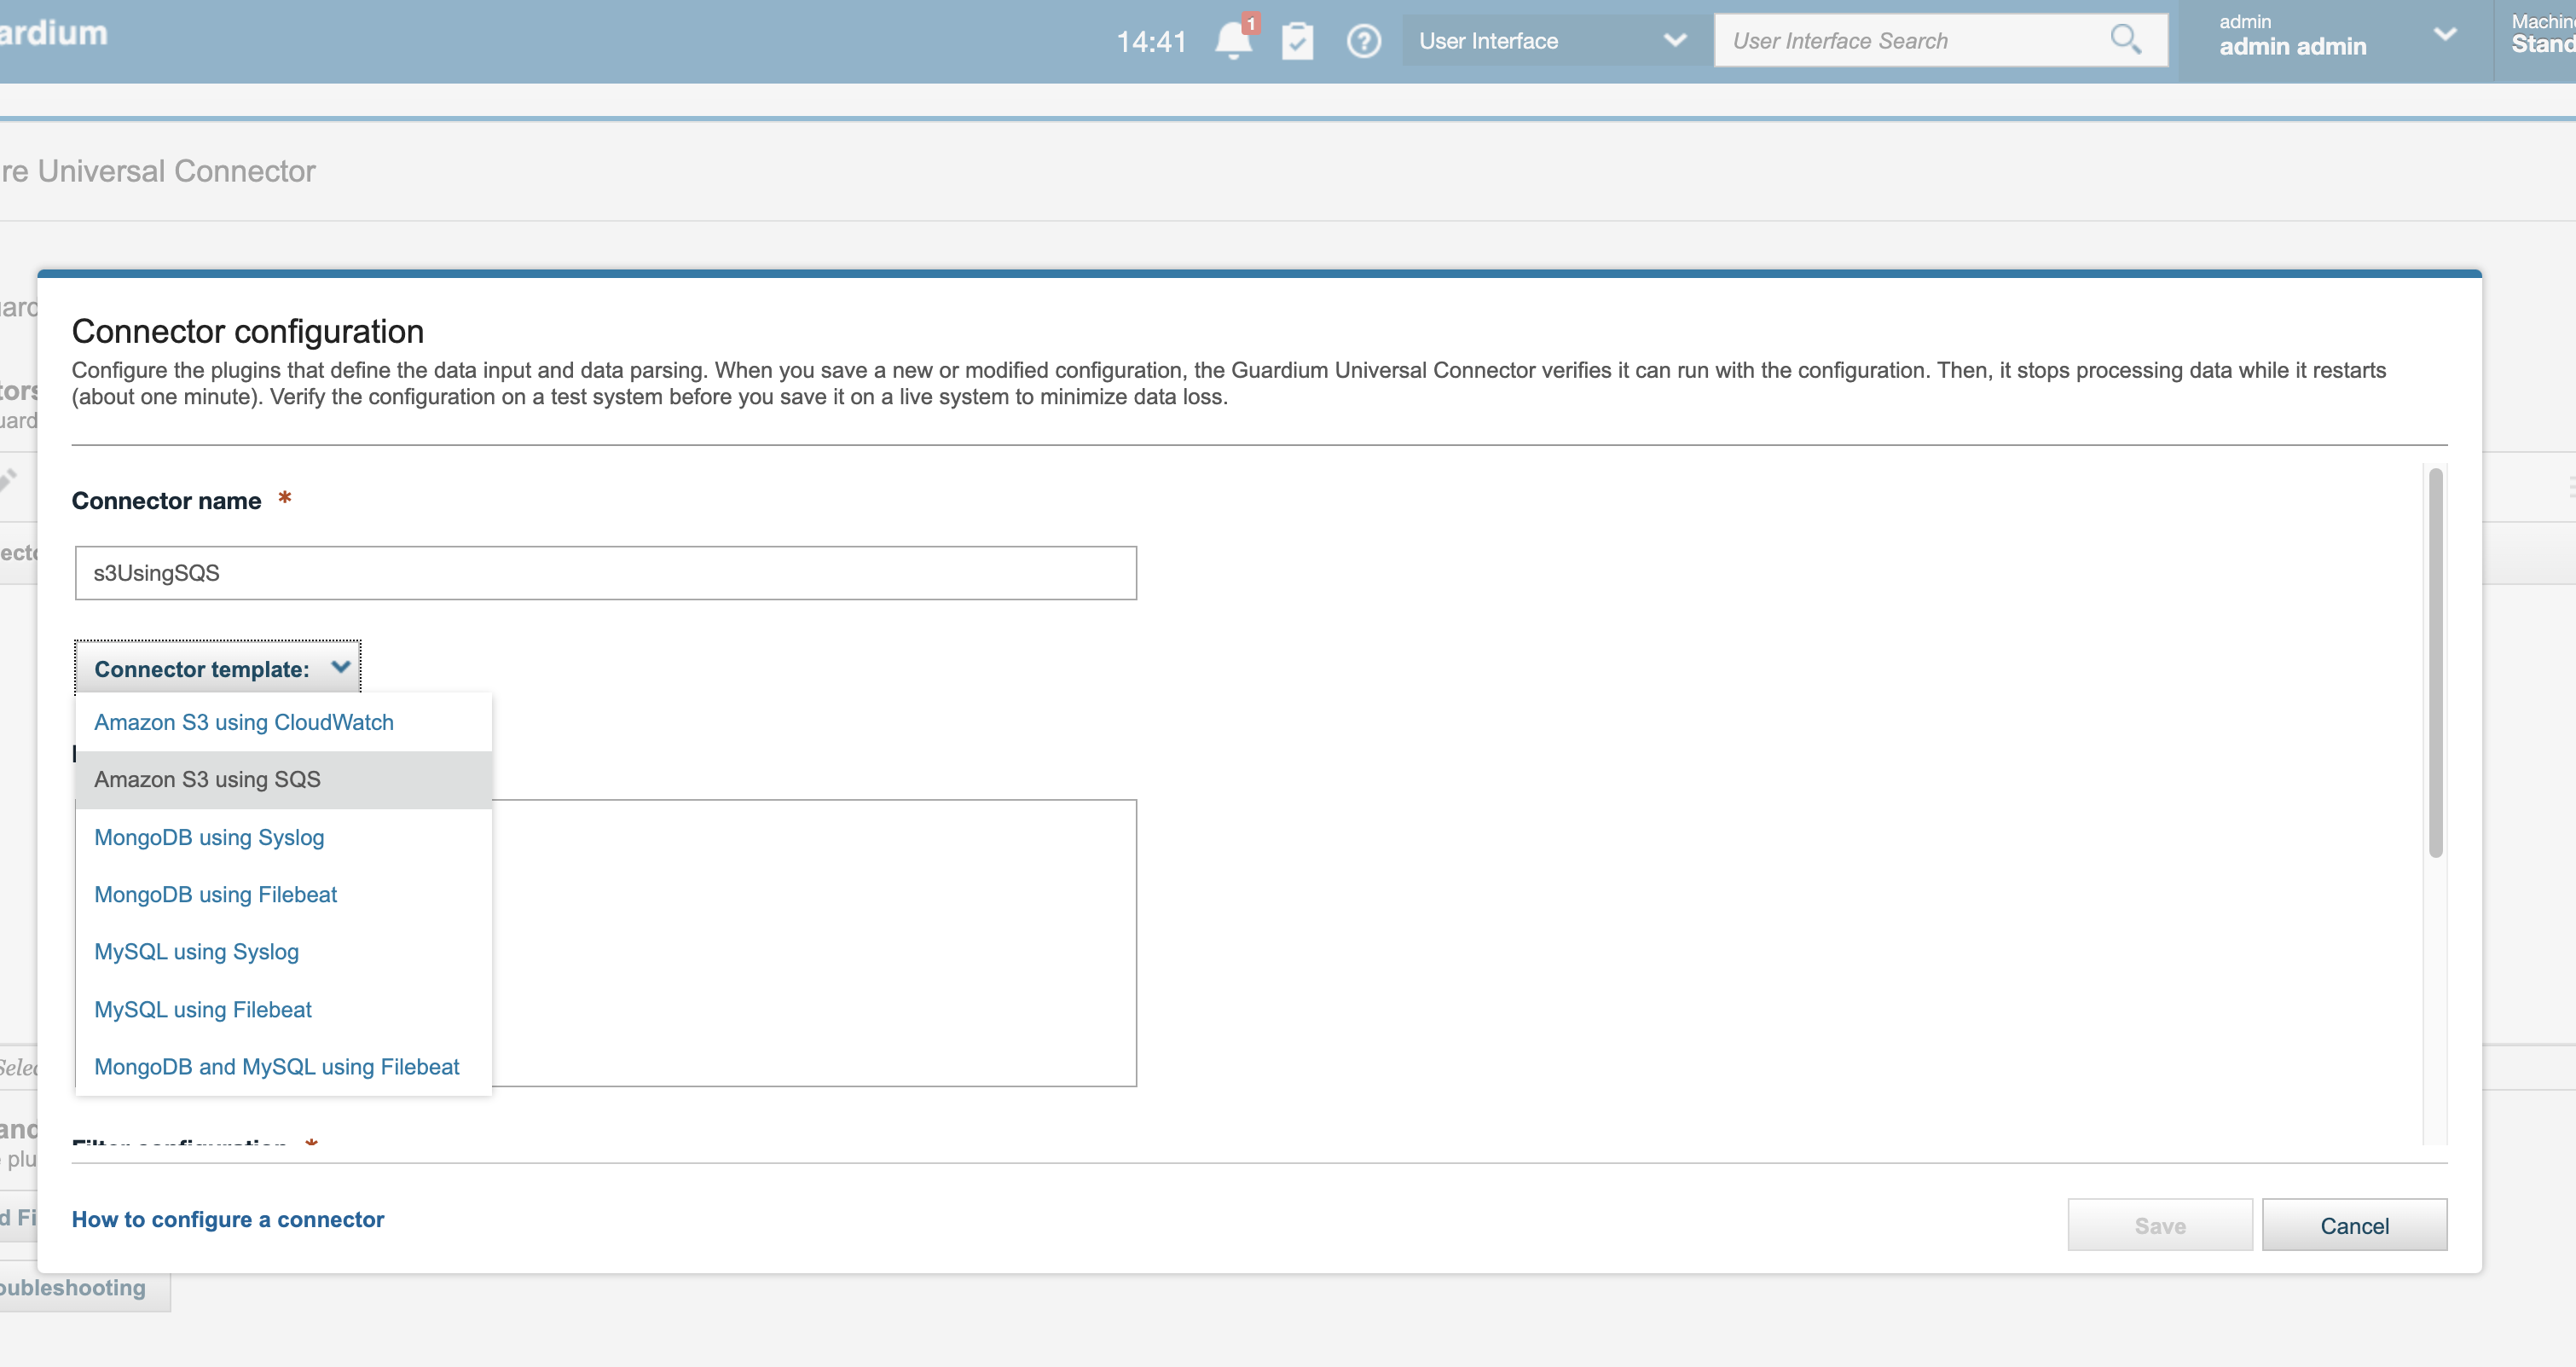 ardium
14:41
1
User Interface
User Interface Search
admin
admin admin
Machin
Stand
re Universal Connector
Connector configuration
Configure the plugins that define the data input and data parsing. When you save a new or modified configuration, the Guardium Universal Connector verifies it can run with the configuration. Then, it stops processing data while it restarts
(about one minute). Verify the configuration on a test system before you save it on a live system to minimize data loss.
tors
uard
Connector name *
ecto
s3UsingSQS
Connector template:
Amazon S3 using CloudWatch
Amazon S3 using SQS
MongoDB using Syslog
MongoDB using Filebeat
MySQL using Syslog
MySQL using Filebeat
MongoDB and MySQL using Filebeat
Selec
and
plu
Filter configuration *
d Fi
How to configure a connector
Save
Cancel
oubleshooting